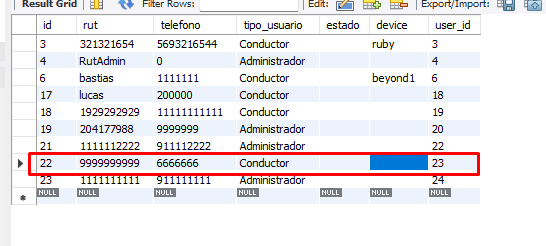 Result Grid Filter Rows: Edit: Export/Import:
id rut telefono tipo_usuario estado device user_id
3 321321654 5693216544 Conductor ruby 3
4 RutAdmin 0 Administrador 4
6 bastias 1111111 Conductor beyond1 6
17 lucas 200000 Conductor 18
18 1929292929 11111111111 Conductor 19
19 204177988 9999999 Administrador 20
21 1111112222 911112222 Administrador 22
22 9999999999 6666666 Conductor 23
23 1111111111 911111111 Administrador 24
NULL NULL NULL NULL NULL NULL NULL